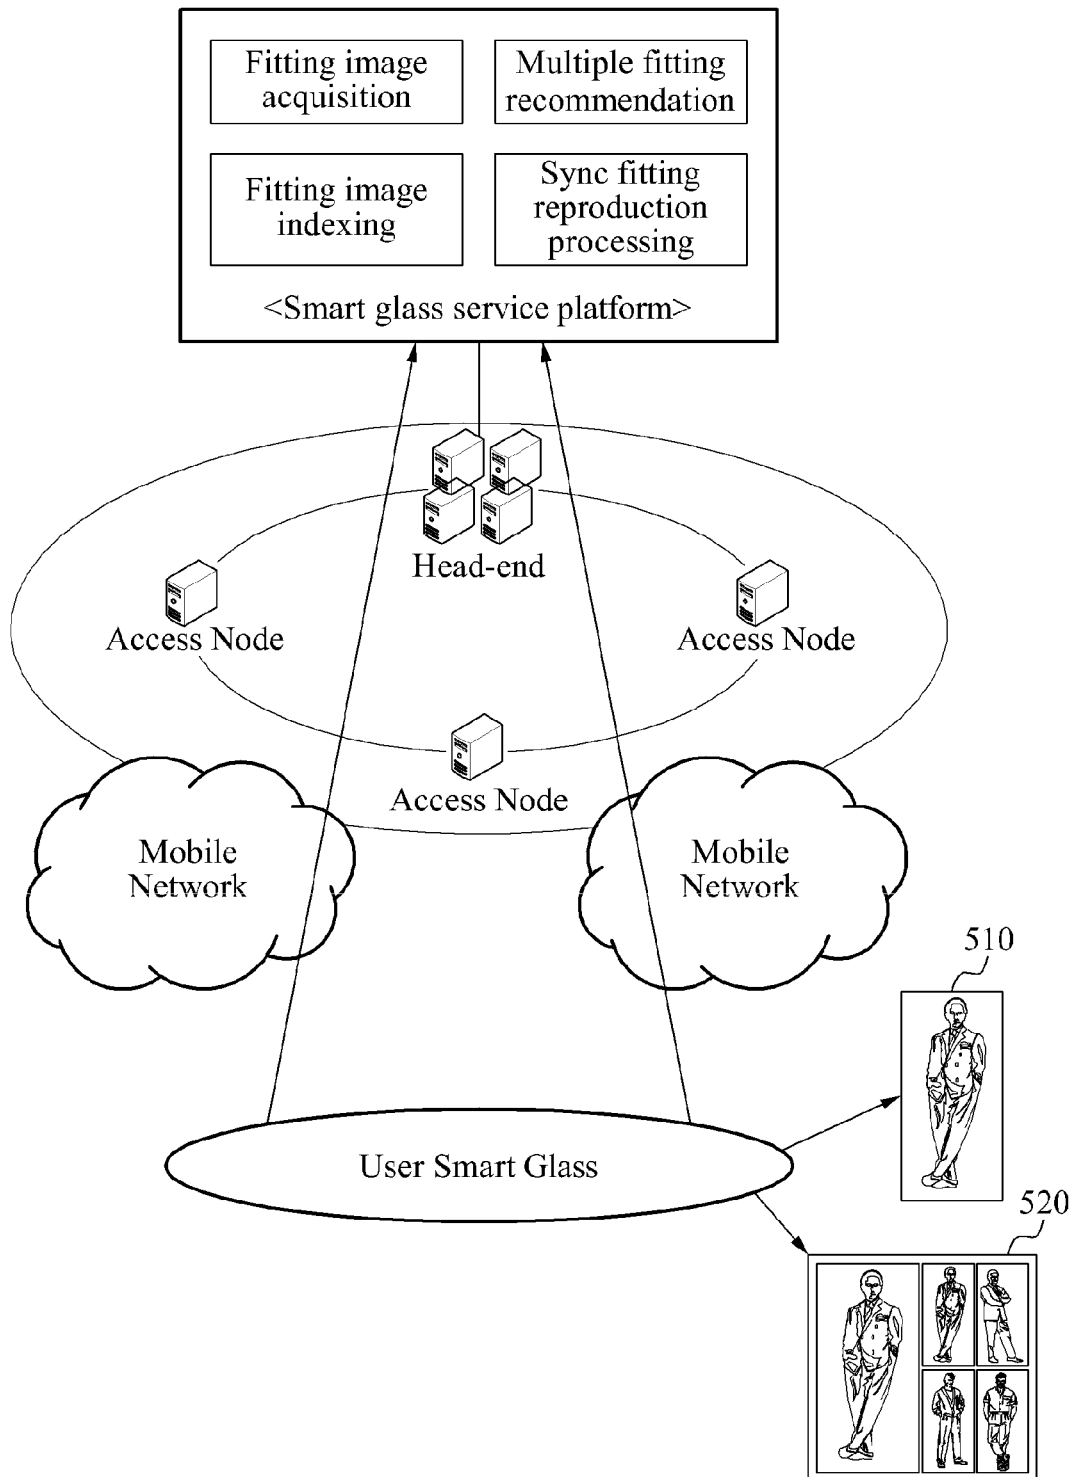 Fitting image
acquisition
Multiple fitting
recommendation
Fitting image
indexing
Sync fitting
reproduction
processing
<Smart glass service platform>
Head-end
Access Node
Access Node
Access Node
Mobile
Network
Mobile
Network
510
User Smart Glass
520